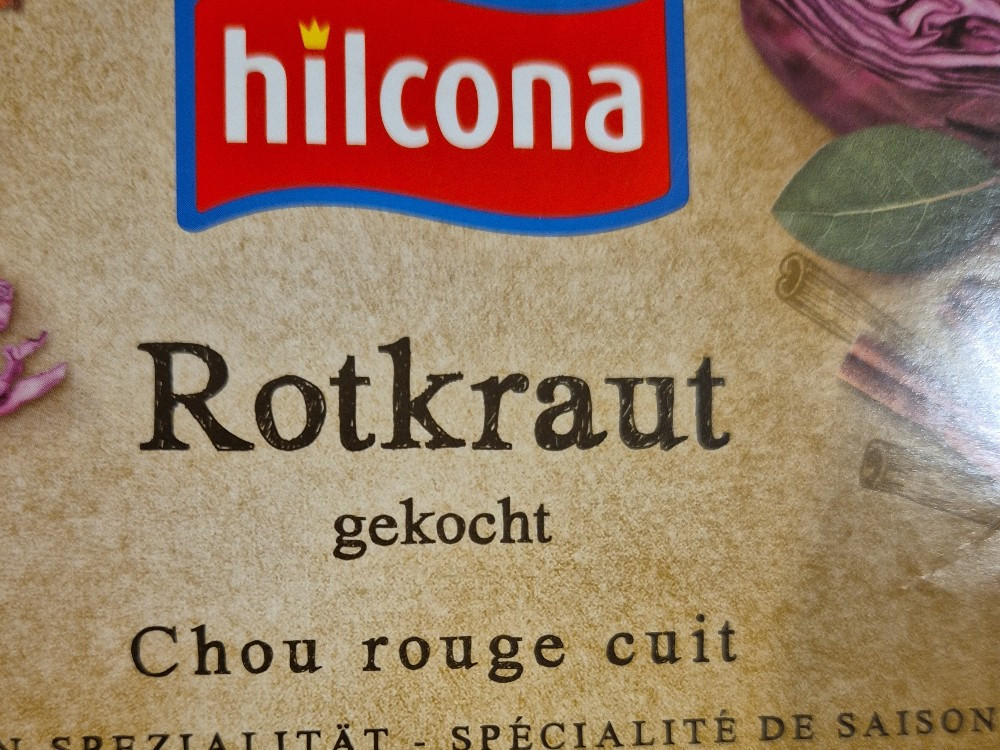 hilcona
Rotkraut
gekocht
Chou rouge cuit
SPEZIALITÄT - SPÉCIALITÉ DE SAISON